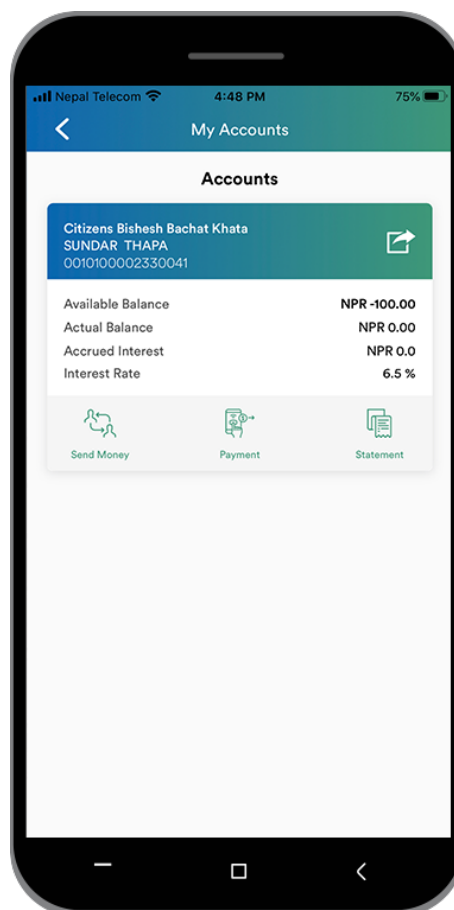 Nepal Telecom 4:48 PM 75%
My Accounts
Accounts
Citizens Bishesh Bachat Khata
SUNDAR THAPA
0010100002330041
Available Balance NPR -100.00
Actual Balance NPR 0.00
Accrued Interest NPR 0.0
Interest Rate 6.5 %
Send Money Payment Statement